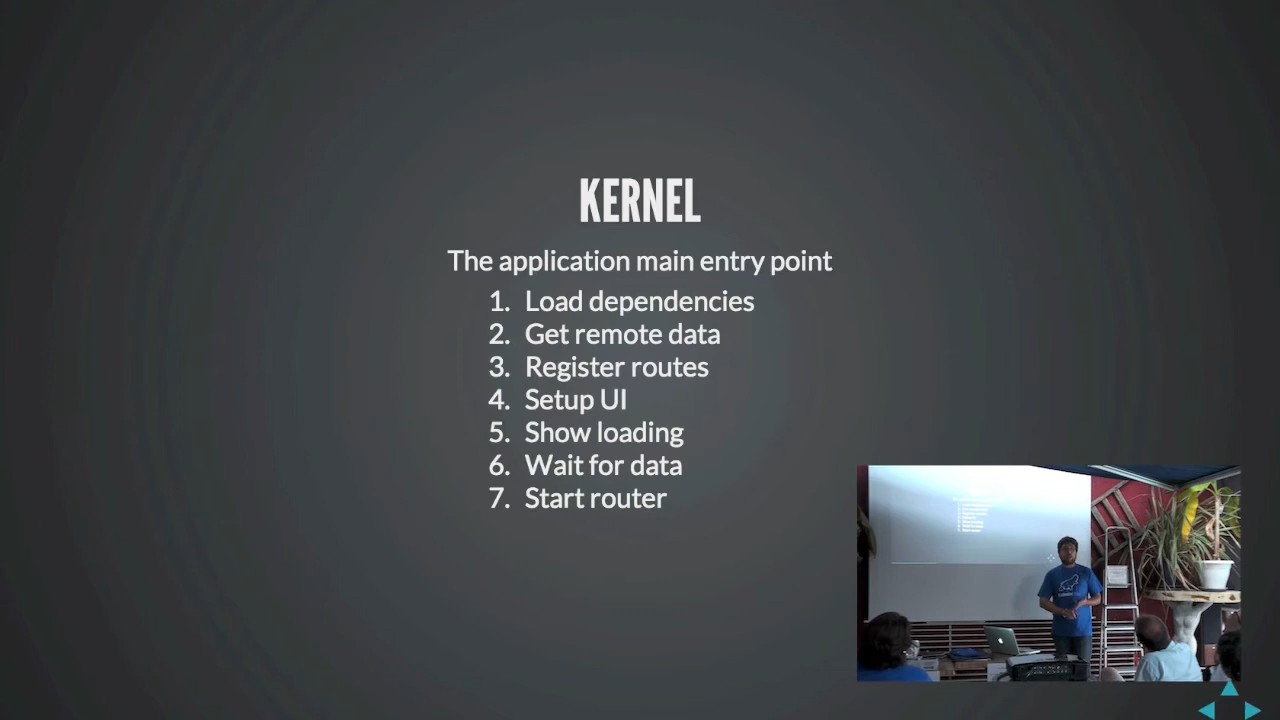 KERNEL
The application main entry point
1. Load dependencies
2. Get remote data
3. Register routes
4. Setup UI
5. Show loading
6. Wait for data
7. Start router